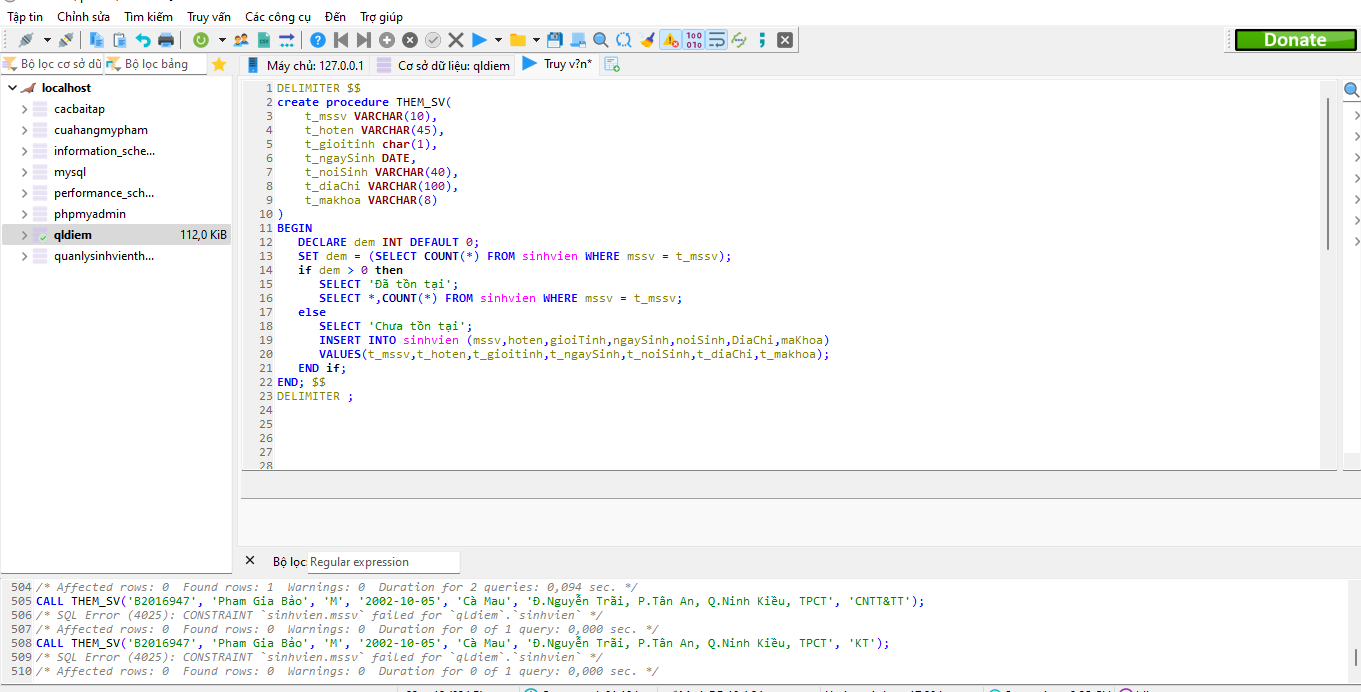 Tập tin Chỉnh sửa Tìm kiếm Truy vấn Các công cụ Đến Trợ giúp
Donate
Bộ lọc cơ sở dữ Bộ lọc bảng
Máy chủ: 127.0.0.1 Cơ sở dữ liệu: qldiem Truy v?n*
localhost
cacbaitap
cuahangmypham
information_sche...
mysql
performance_sch...
phpmyadmin
qldiem 112,0 KiB
quanlysinhvienth...
1 DELIMITER $$
2 create procedure THEM_SV(
3 t_mssv VARCHAR(10),
4 t_hoten VARCHAR(45),
5 t_gioitinh char(1),
6 t_ngaySinh DATE,
7 t_noiSinh VARCHAR(40),
8 t_diaChi VARCHAR(100),
9 t_makhoa VARCHAR(8)
10 )
11 BEGIN
12 DECLARE dem INT DEFAULT 0;
13 SET dem = (SELECT COUNT(*) FROM sinhvien WHERE mssv = t_mssv);
14 if dem > 0 then
15 SELECT 'Đã tồn tại';
16 SELECT *,COUNT(*) FROM sinhvien WHERE mssv = t_mssv;
17 else
18 SELECT 'Chưa tồn tại';
19 INSERT INTO sinhvien (mssv,hoten,gioiTinh,ngaySinh,noiSinh,DiaChi,maKhoa)
20 VALUES(t_mssv,t_hoten,t_gioitinh,t_ngaySinh,t_noiSinh,t_diaChi,t_makhoa);
21 END if;
22 END; $$
23 DELIMITER ;
24
25
26
27
28
Bộ lọc: Regular expression
504 /* Affected rows: 0 Found rows: 1 Warnings: 0 Duration for 2 queries: 0,094 sec. */
505 CALL THEM_SV('B2016947', 'Pham Gia Bảo', 'M', '2002-10-05', 'Cà Mau', 'Đ.Nguyễn Trãi, P.Tân An, Q.Ninh Kiều, TPCT', 'CNTT&TT');
506 /* SQL Error (4025): CONSTRAINT `sinhvien.mssv` failed for `qldiem`.`sinhvien` */
507 /* Affected rows: 0 Found rows: 0 Warnings: 0 Duration for 0 of 1 query: 0,000 sec. */
508 CALL THEM_SV('B2016947', 'Pham Gia Bảo', 'M', '2002-10-05', 'Cà Mau', 'Đ.Nguyễn Trãi, P.Tân An, Q.Ninh Kiều, TPCT', 'KT');
509 /* SQL Error (4025): CONSTRAINT `sinhvien.mssv` failed for `qldiem`.`sinhvien` */
510 /* Affected rows: 0 Found rows: 0 Warnings: 0 Duration for 0 of 1 query: 0,000 sec. */